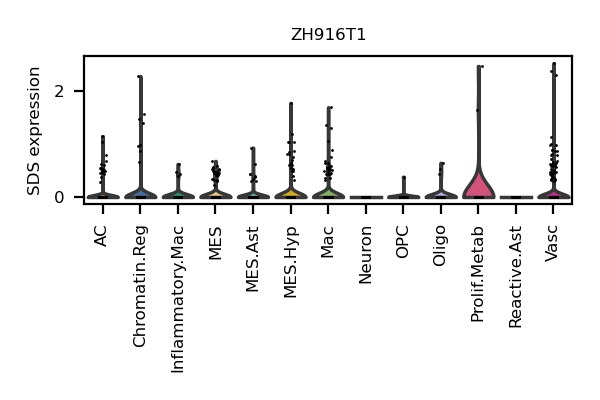 ZH916T1
SDS expression
2
0
AC
Chromatin.Reg
Inflammatory.Mac
MES
MES.Ast
MES.Hyp
Mac
Neuron
OPC
Oligo
Prolif.Metab
Reactive.Ast
Vasc